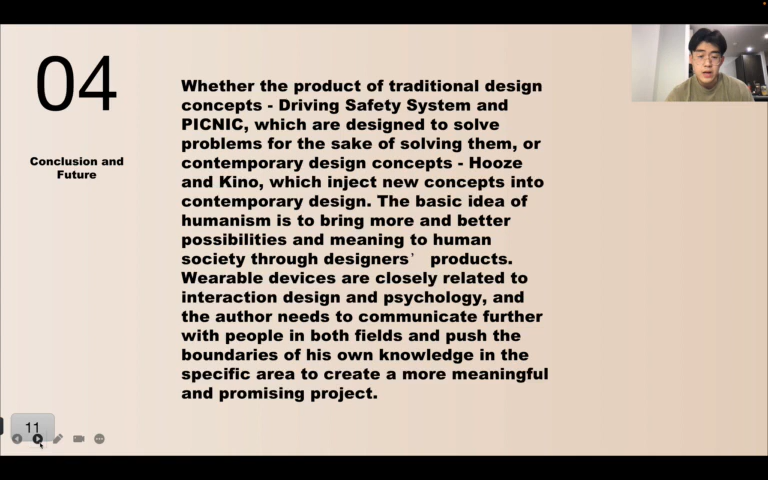 04
Conclusion and
Future
Whether the product of traditional design
concepts - Driving Safety System and
PICNIC, which are designed to solve
problems for the sake of solving them, or
contemporary design concepts - Hooze
and Kino, which inject new concepts into
contemporary design. The basic idea of
humanism is to bring more and better
possibilities and meaning to human
society through designers’ products.
Wearable devices are closely related to
interaction design and psychology, and
the author needs to communicate further
with people in both fields and push the
boundaries of his own knowledge in the
specific area to create a more meaningful
and promising project.
11